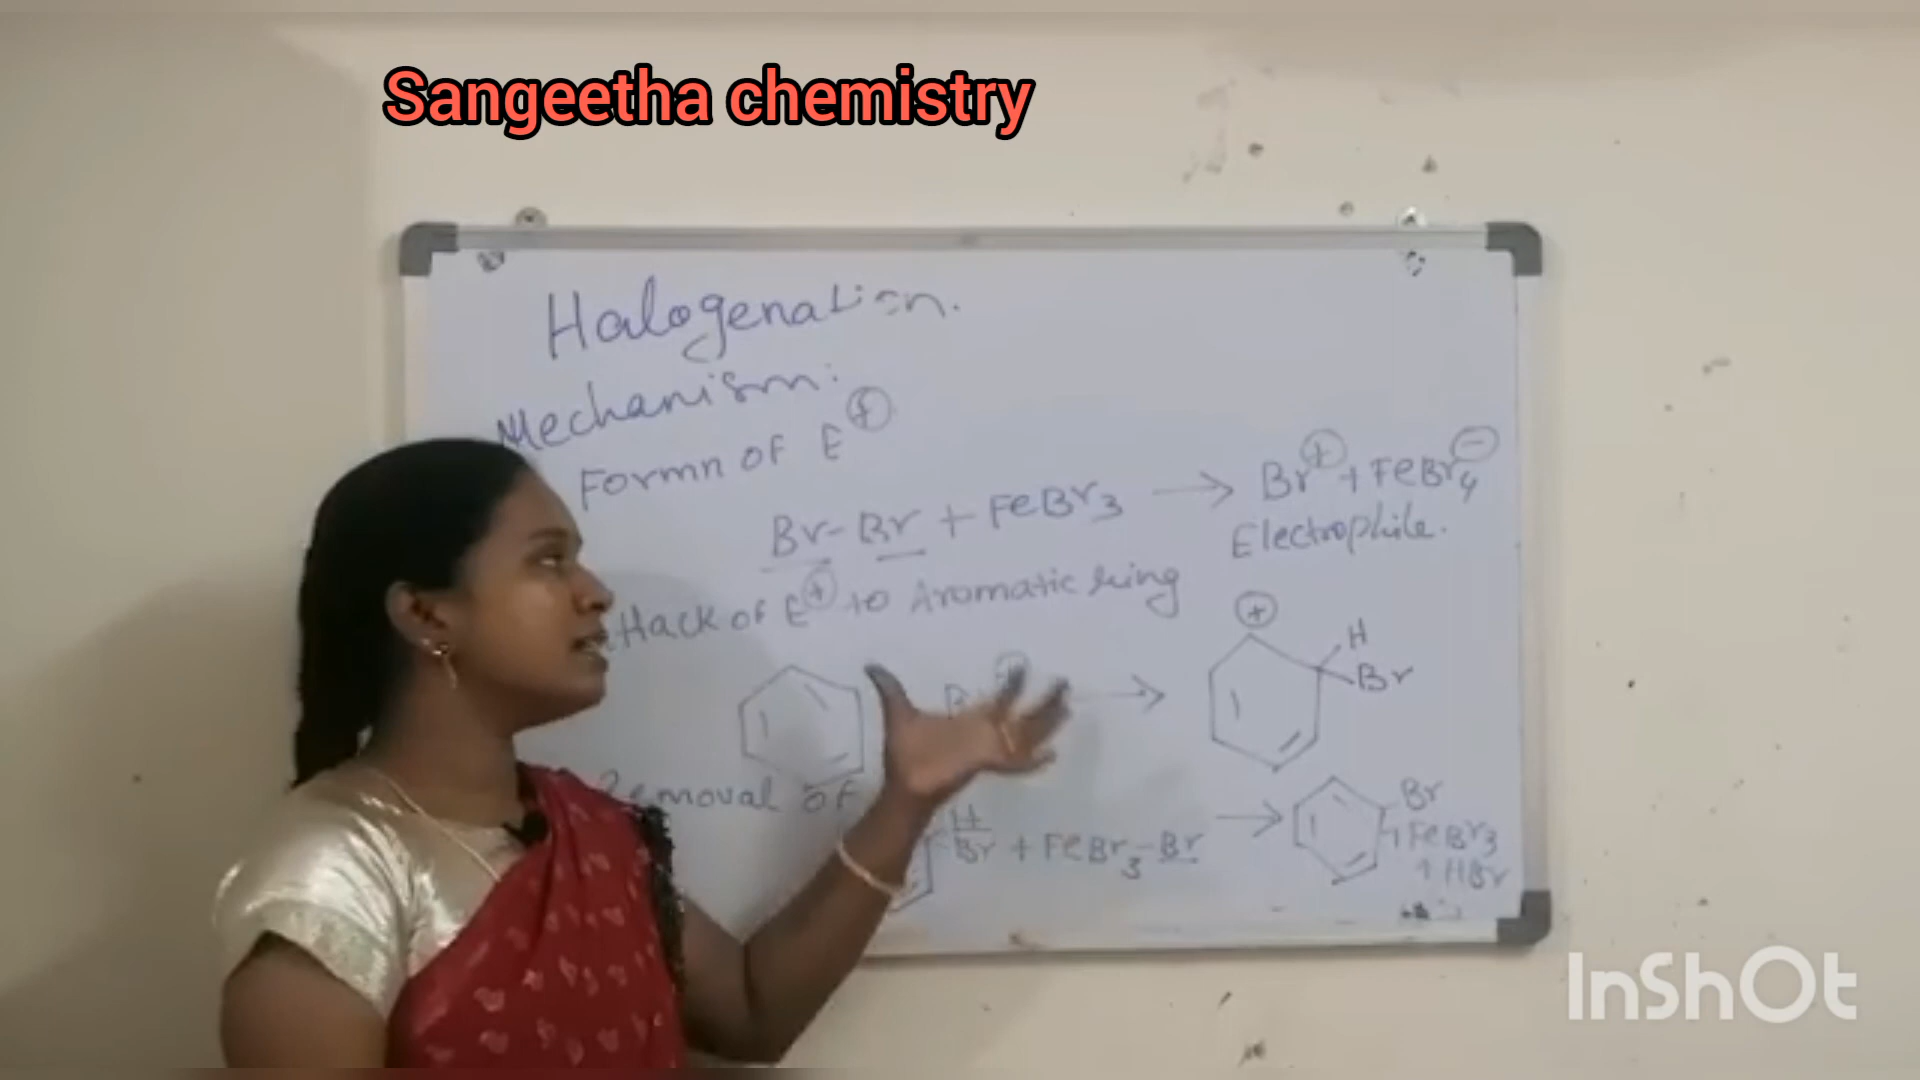 Sangeetha chemistry
Halogenation.
Mechanism:
Formn of E⊕
Br-Br + FeBr₃ → Br⊕ + FeBr₄⊖
Electrophile.
ttack of E⊕ to Aromatic ring
⊕
H
Br
→
Removal of
H
Br + FeBr₃-Br → Br
+ FeBr₃
+ HBr
InShOt